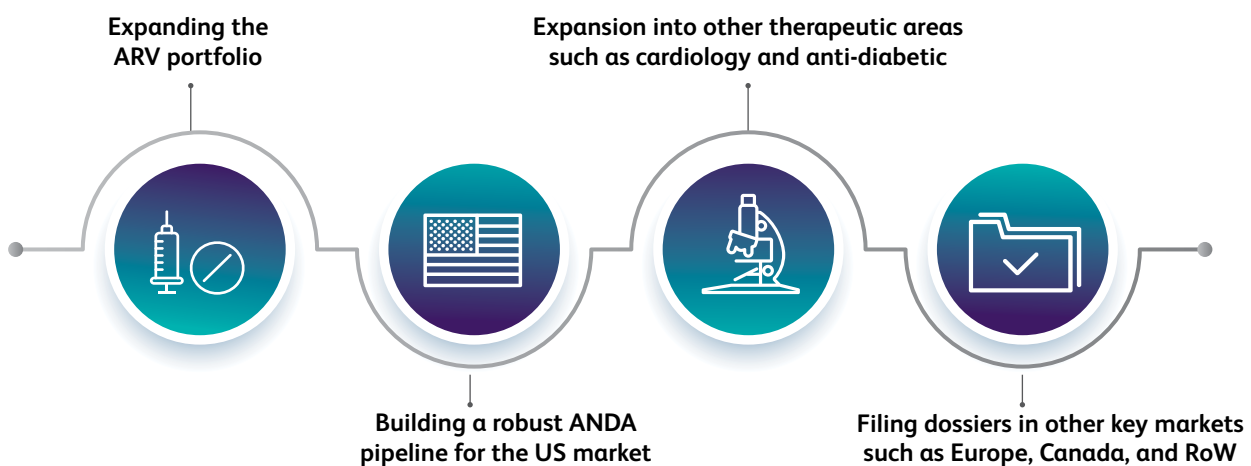 Expanding the
ARV portfolio
Building a robust ANDA
pipeline for the US market
Expansion into other therapeutic areas
such as cardiology and anti-diabetic
Filing dossiers in other key markets
such as Europe, Canada, and RoW